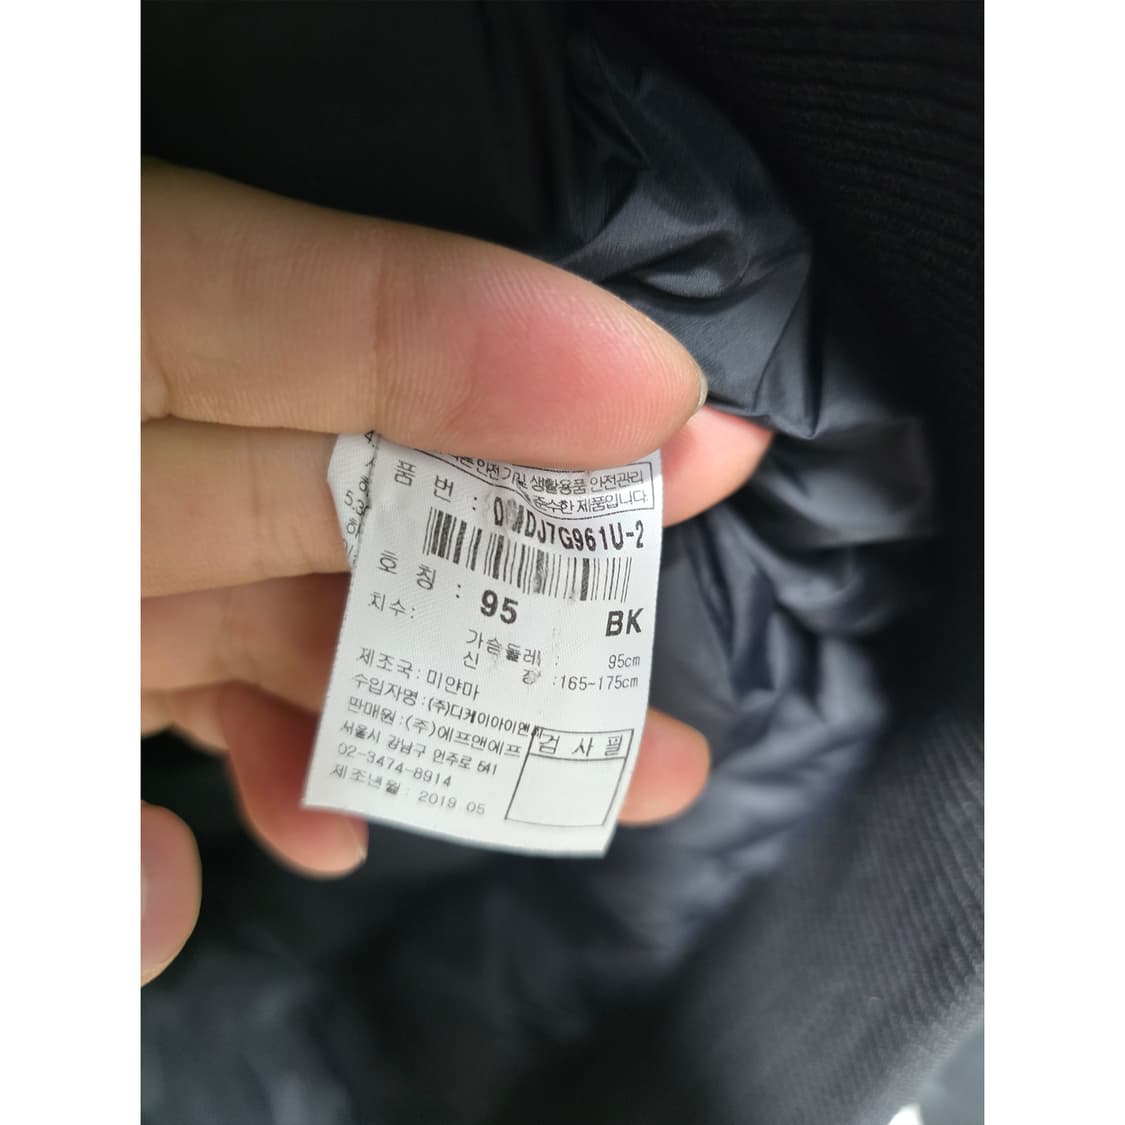 안전기준 생활용품 안전관리
준수한 제품입니다.
품 번 : DJ7G961U-2
호 칭 : 95 BK
치수:
가슴둘레 : 95cm
신 장 : 165~175cm
제조국: 미얀마
수입자명 : (주)디케이아이앤씨
판매원 : (주)에프앤에프
검 사 필
서울시 강남구 언주로 541
02-3474-8914
제조년월 : 2019 05